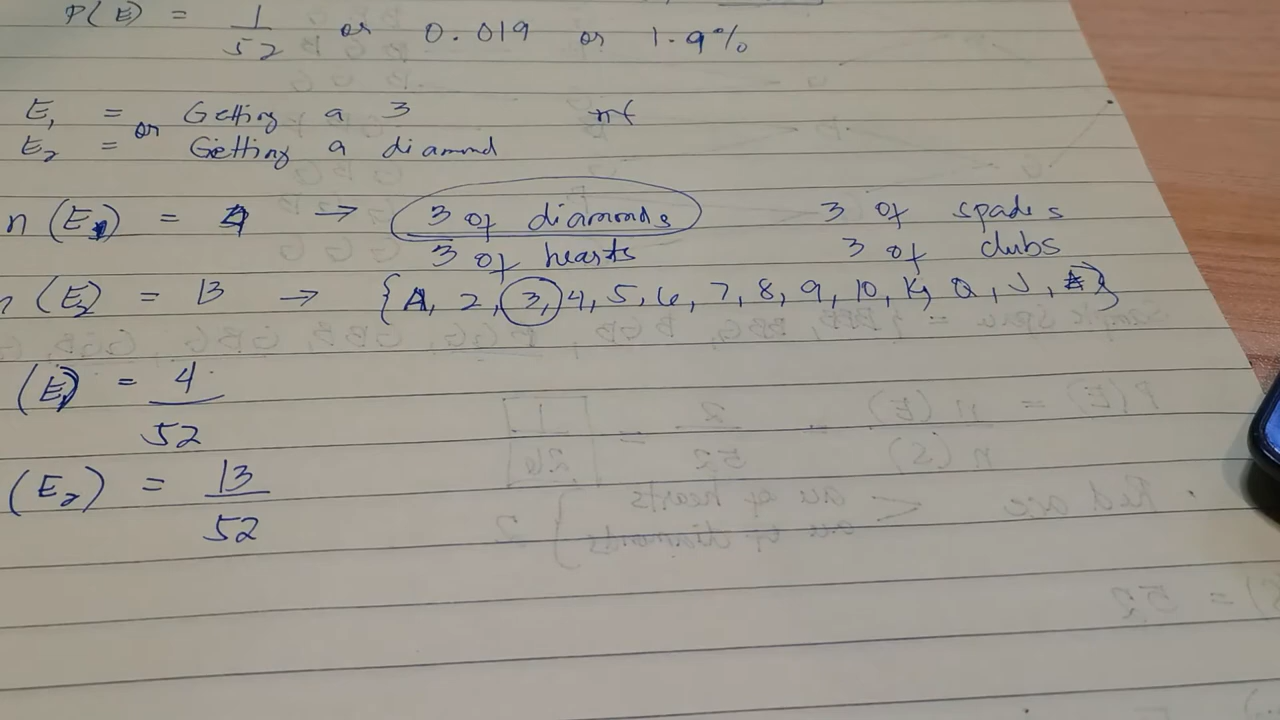 P(E) = 1/52 or 0.019 or 1.9%
E₁ = Getting a 3
or
E₂ = Getting a diamond
n(E₁) = 4 → 3 of diamonds 3 of spades
3 of hearts 3 of clubs
(E₂) = 13 → {A, 2, 3, 4, 5, 6, 7, 8, 9, 10, K, Q, J, }
(E₁) = 4/52
(E₂) = 13/52